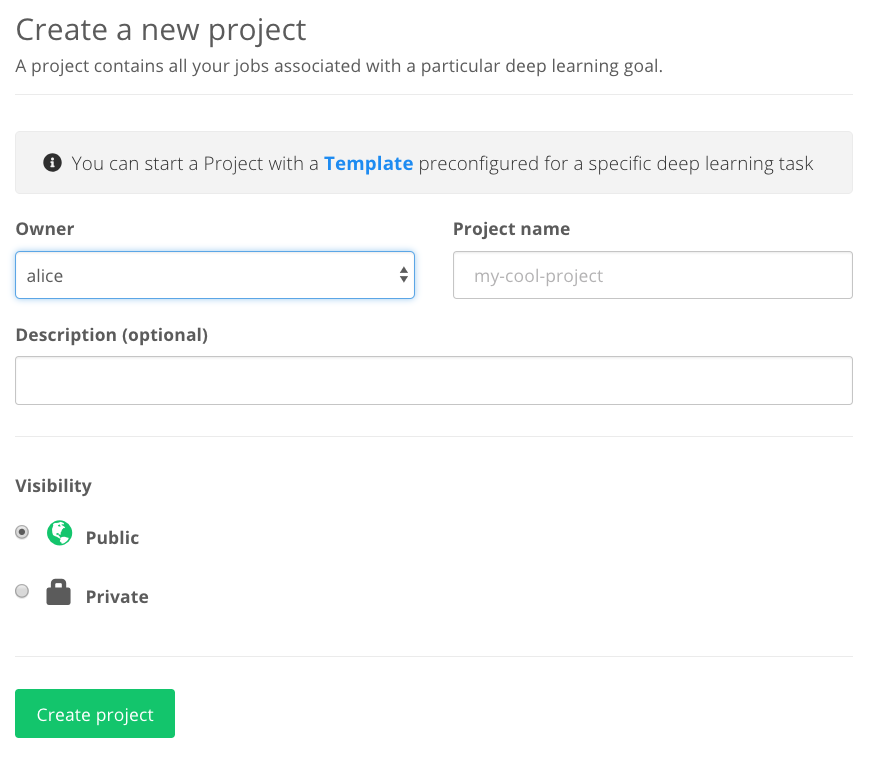 Create a new project
A project contains all your jobs associated with a particular deep learning goal.
You can start a Project with a Template preconfigured for a specific deep learning task
Owner
Project name
alice
my-cool-project
Description (optional)
Visibility
Public
Private
Create project